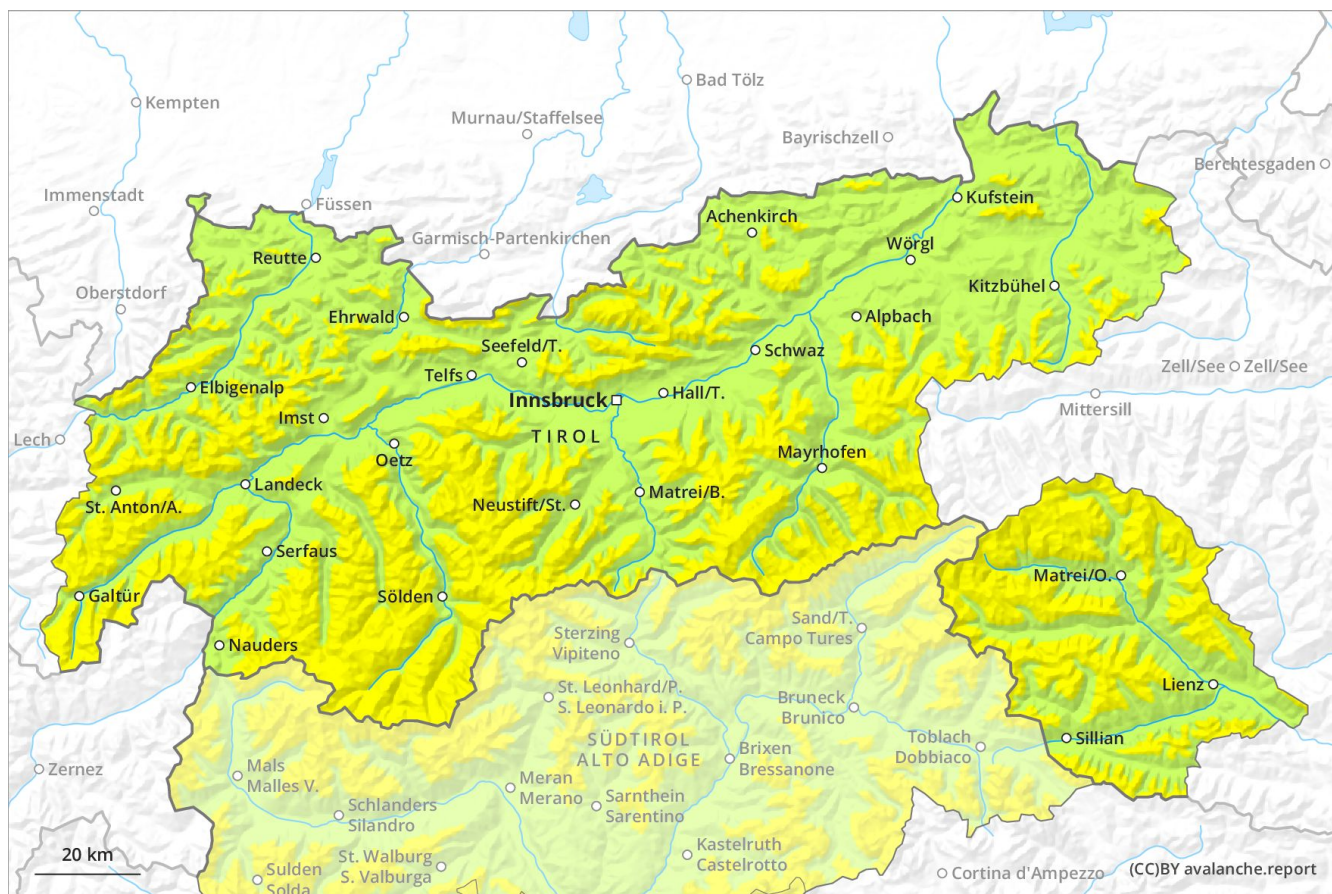 Bad Tölz
Kempten
Murnau/Staffelsee
Bayrischzell
Berchtesgaden
Immenstadt
Füssen
Kufstein
Achenkirch
Garmisch-Partenkirchen
Wörgl
Reutte
Kitzbühel
Oberstdorf
Ehrwald
Alpbach
Seefeld/T.
Schwaz
Zell/See
Zell/See
Telfs
Elbigenalp
Hall/T.
Innsbruck
Mittersill
Imst
TIROL
Lech
Mayrhofen
Oetz
Landeck
Matrei/B.
St. Anton/A.
Neustift/St.
Serfaus
Matrei/O.
Galtür
Sölden
Sand/T.
Campo Tures
Sterzing
Vipiteno
Nauders
Lienz
St. Leonhard/P.
S. Leonardo i. P.
Bruneck
Brunico
SÜDTIROL
ALTO ADIGE
Sillian
Toblach
Dobbiaco
Brixen
Bressanone
Zernez
Mals
Malles V.
Meran
Merano
Sarnthein
Sarentino
Schlanders
Silandro
Kastelruth
Castelrotto
20 km
St. Walburg
S. Valburga
Sulden
Solda
Cortina d'Ampezzo
(CC)BY avalanche.report